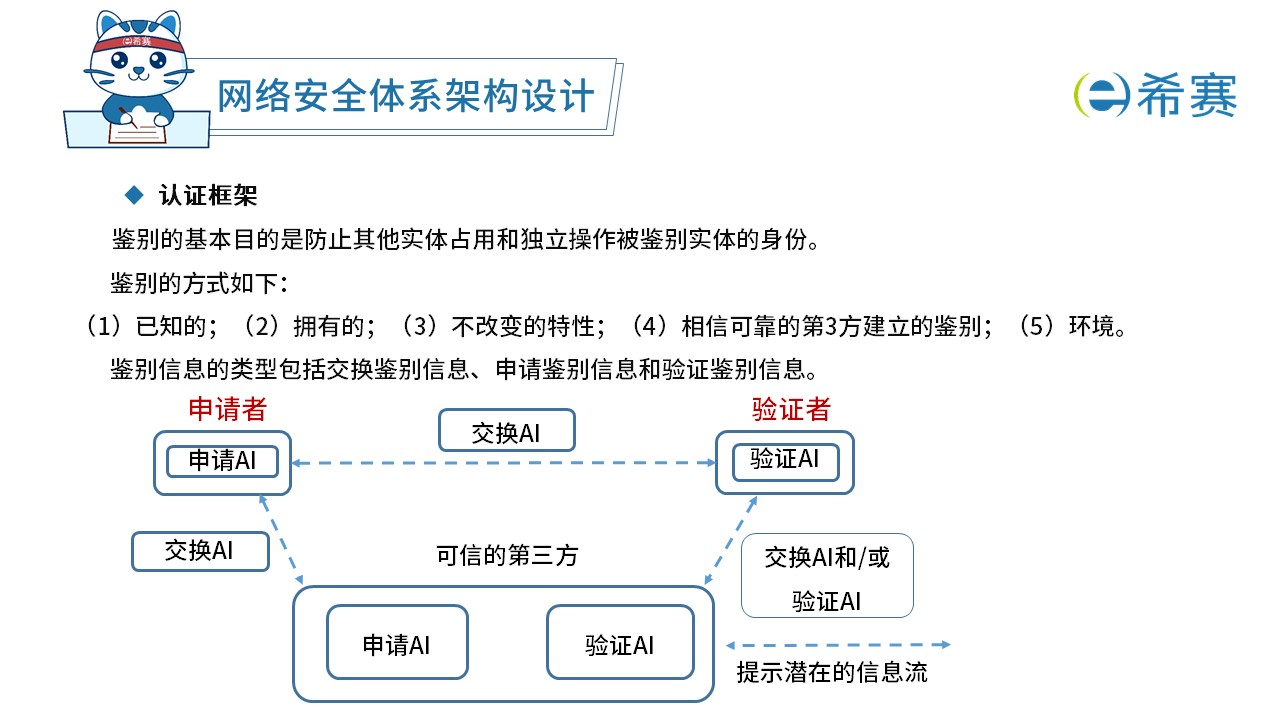 希赛
网络安全体系架构设计
希赛
认证框架
鉴别的基本目的是防止其他实体占用和独立操作被鉴别实体的身份。
鉴别的方式如下：
（1）已知的；（2）拥有的；（3）不改变的特性；（4）相信可靠的第3方建立的鉴别；（5）环境。
鉴别信息的类型包括交换鉴别信息、申请鉴别信息和验证鉴别信息。
申请者
验证者
交换AI
申请AI
验证AI
交换AI
可信的第三方
交换AI和/或
验证AI
申请AI
验证AI
提示潜在的信息流